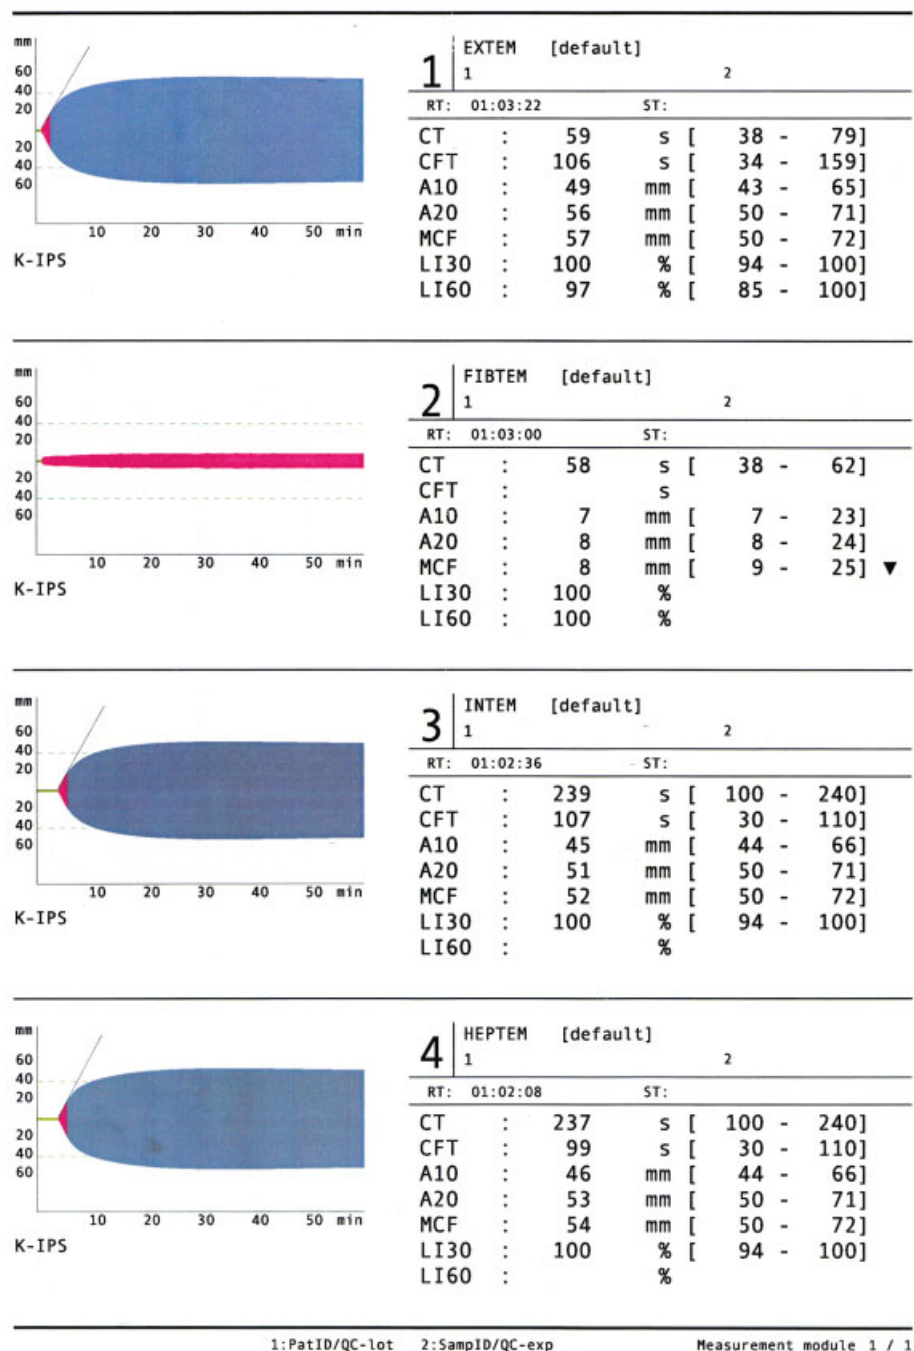 mm
60
40
20
20
40
60
10 20 30 40 50 min
K-IPS
1 EXTEM [default]
1 2
RT: 01:03:22 ST:
CT : 59 s [ 38 - 79]
CFT : 106 s [ 34 - 159]
A10 : 49 mm [ 43 - 65]
A20 : 56 mm [ 50 - 71]
MCF : 57 mm [ 50 - 72]
LI30 : 100 % [ 94 - 100]
LI60 : 97 % [ 85 - 100]
mm
60
40
20
20
40
60
10 20 30 40 50 min
K-IPS
2 FIBTEM [default]
1 2
RT: 01:03:00 ST:
CT : 58 s [ 38 - 62]
CFT : s
A10 : 7 mm [ 7 - 23]
A20 : 8 mm [ 8 - 24]
MCF : 8 mm [ 9 - 25] ▼
LI30 : 100 %
LI60 : 100 %
mm
60
40
20
20
40
60
10 20 30 40 50 min
K-IPS
3 INTEM [default]
1 2
RT: 01:02:36 ST:
CT : 239 s [ 100 - 240]
CFT : 107 s [ 30 - 110]
A10 : 45 mm [ 44 - 66]
A20 : 51 mm [ 50 - 71]
MCF : 52 mm [ 50 - 72]
LI30 : 100 % [ 94 - 100]
LI60 : %
mm
60
40
20
20
40
60
10 20 30 40 50 min
K-IPS
4 HEPTEM [default]
1 2
RT: 01:02:08 ST:
CT : 237 s [ 100 - 240]
CFT : 99 s [ 30 - 110]
A10 : 46 mm [ 44 - 66]
A20 : 53 mm [ 50 - 71]
MCF : 54 mm [ 50 - 72]
LI30 : 100 % [ 94 - 100]
LI60 : %
1:PatID/QC-lot 2:SampID/QC-exp Measurement module 1 / 1